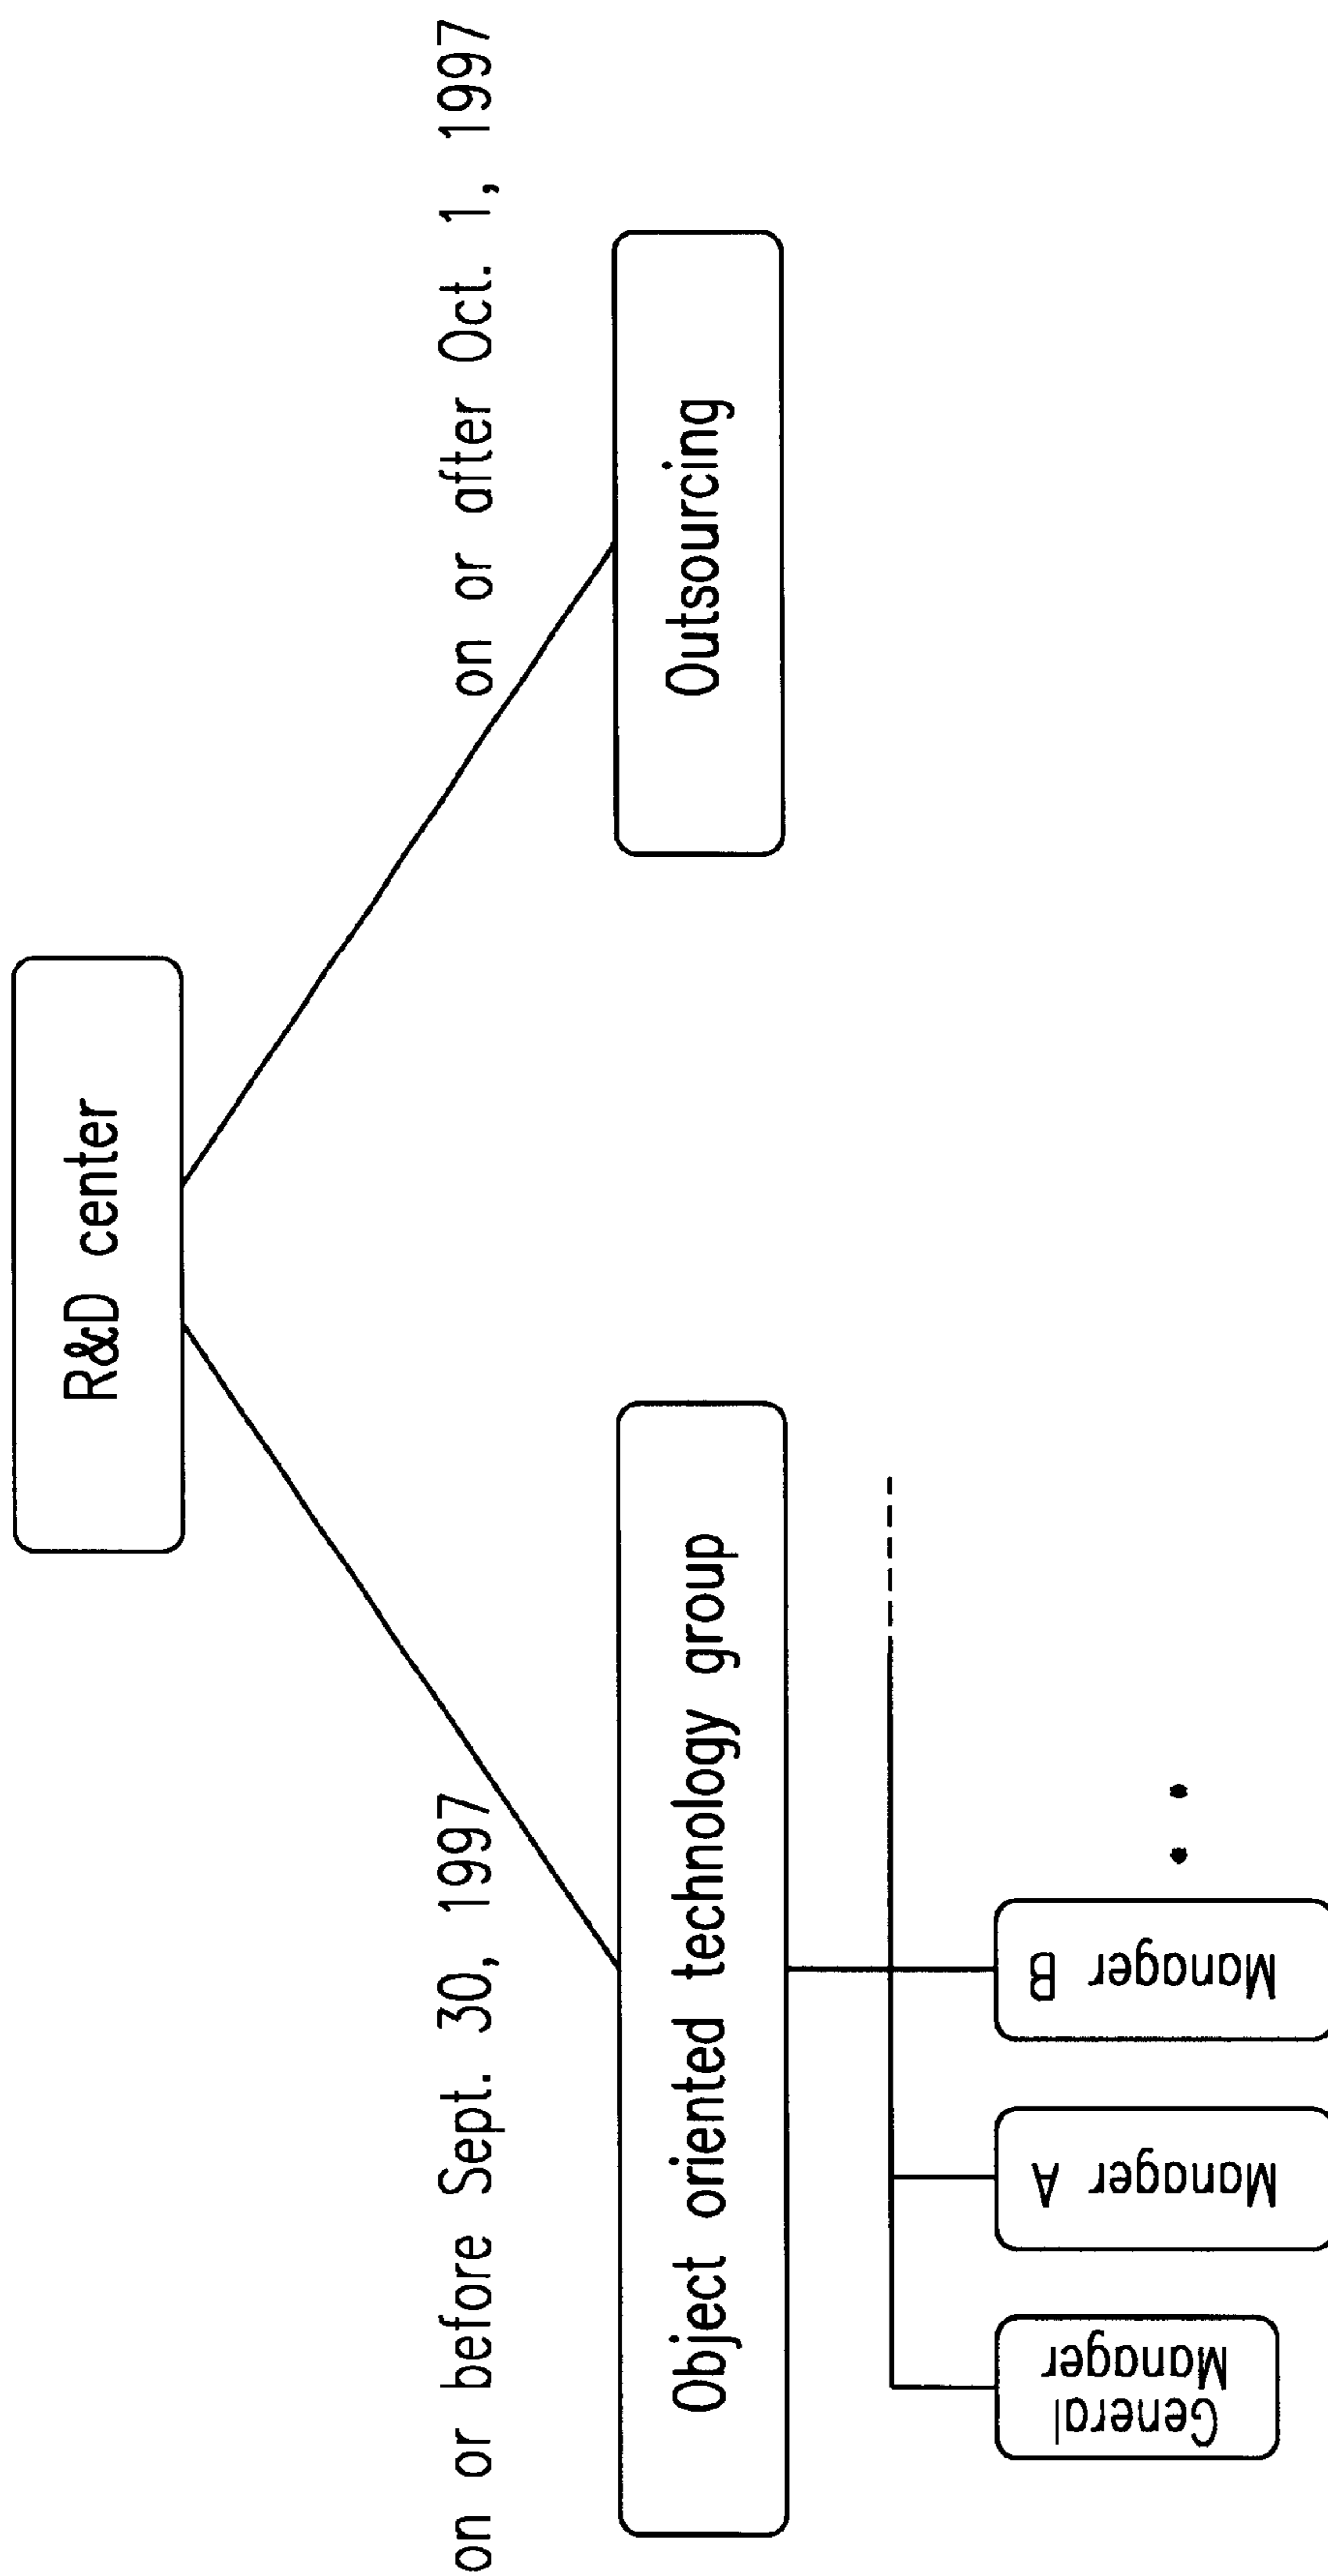 R&D center
on or before Sept. 30, 1997
on or after Oct. 1, 1997
Object oriented technology group
Outsourcing
General
Manager
Manager A
Manager B